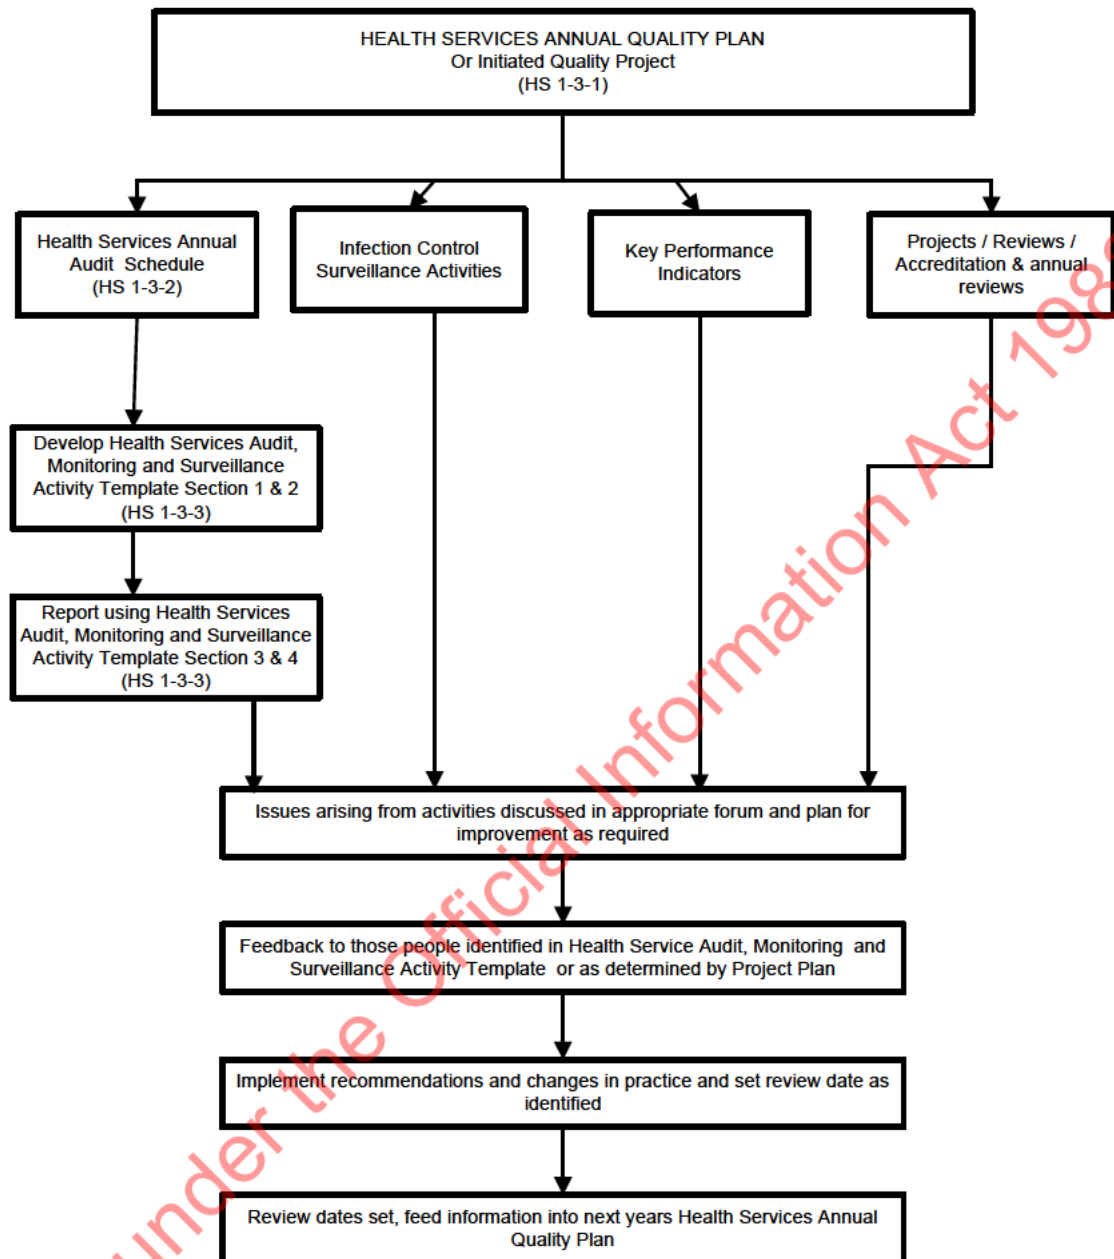 HEALTH SERVICES ANNUAL QUALITY PLAN
Or Initiated Quality Project
(HS 1-3-1)
Health Services Annual
Audit Schedule
(HS 1-3-2)
Infection Control
Surveillance Activities
Key Performance
Indicators
Projects / Reviews /
Accreditation & annual
reviews
Develop Health Services Audit,
Monitoring and Surveillance
Activity Template Section 1 & 2
(HS 1-3-3)
Report using Health Services
Audit, Monitoring and Surveillance
Activity Template Section 3 & 4
(HS 1-3-3)
Issues arising from activities discussed in appropriate forum and plan for
improvement as required
Feedback to those people identified in Health Service Audit, Monitoring and
Surveillance Activity Template or as determined by Project Plan
Implement recommendations and changes in practice and set review date as
identified
Review dates set, feed information into next years Health Services Annual
Quality Plan
under the Official Information Act 198